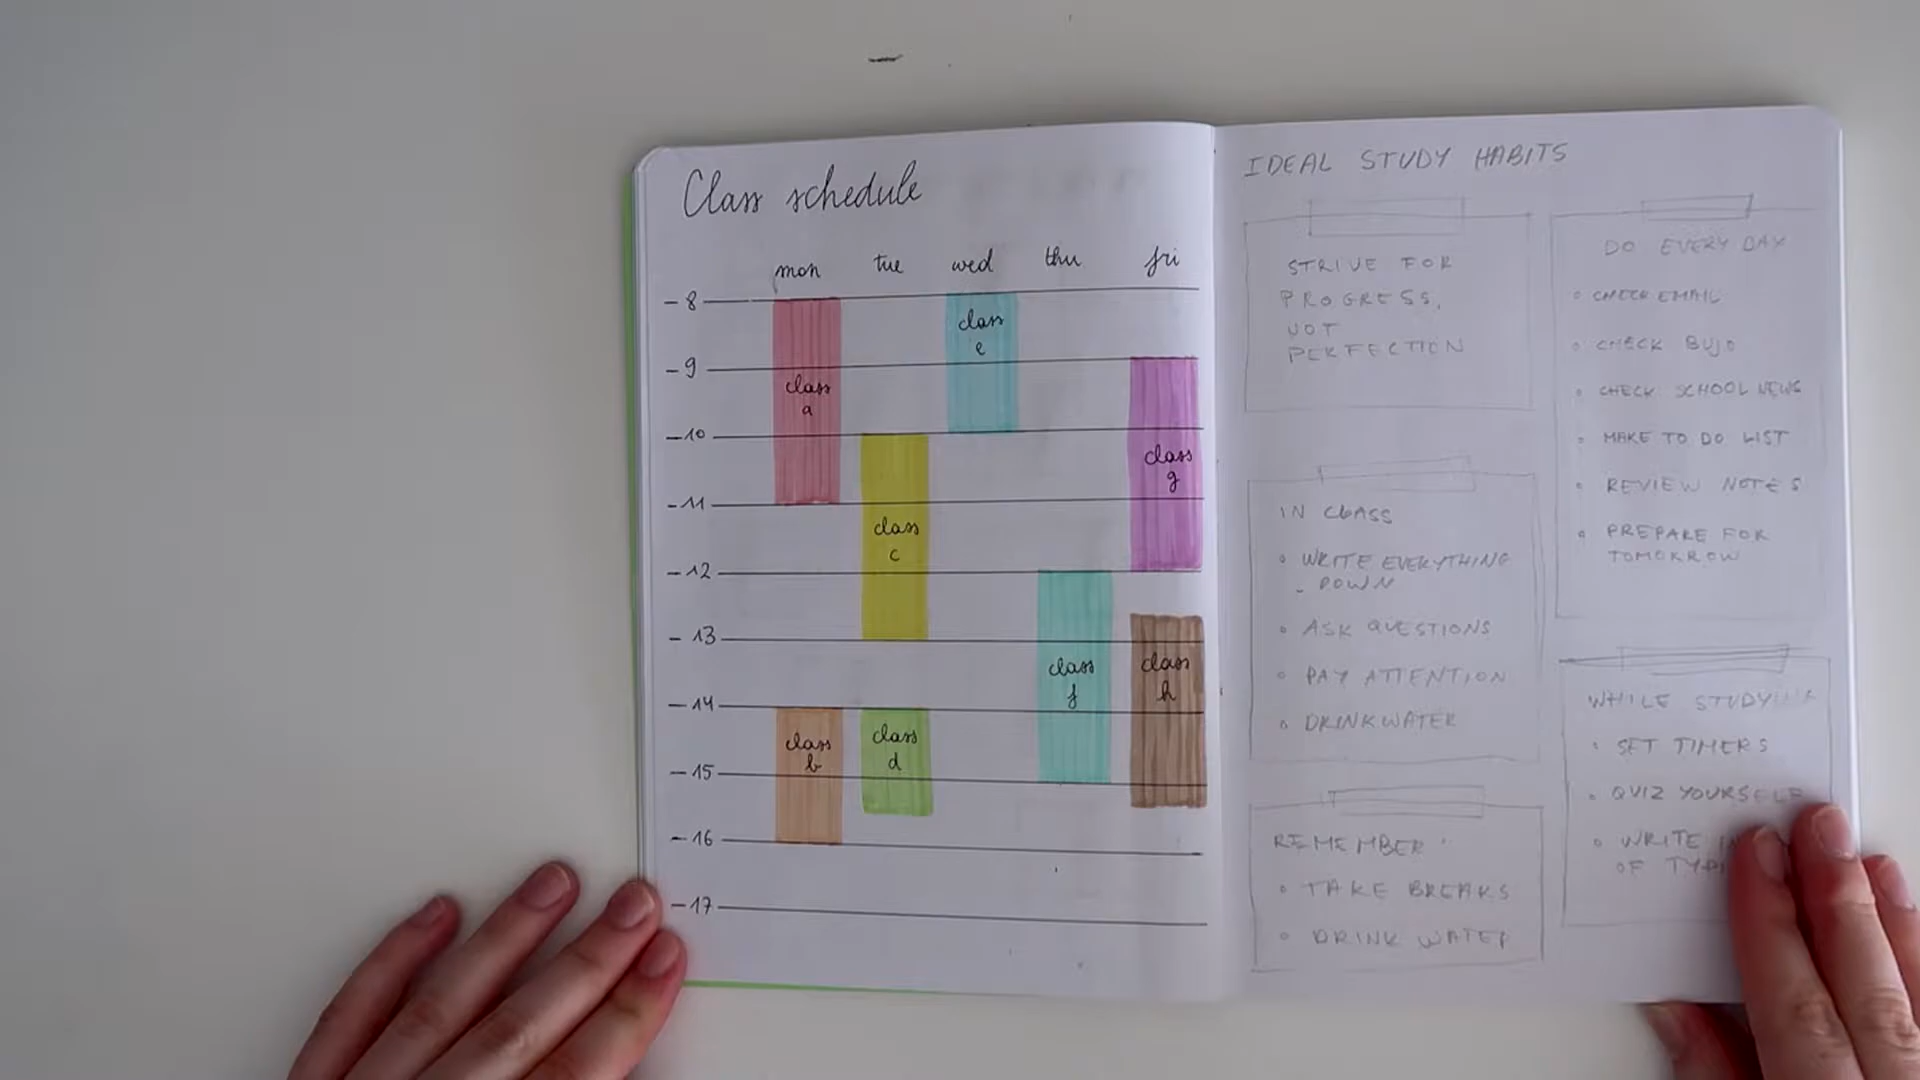 Class schedule
mon tue wed thu fri
8
9
10
11
12
13
14
15
16
17
class
a
class
b
class
c
class
d
class
e
class
f
class
g
class
h
IDEAL STUDY HABITS
STRIVE FOR
PROGRESS,
NOT
PERFECTION
IN CLASS
WRITE EVERYTHING
DOWN
ASK QUESTIONS
PAY ATTENTION
DRINK WATER
REMEMBER
TAKE BREAKS
DRINK WATER
DO EVERY DAY
CHECK EMAIL
CHECK BUJO
CHECK SCHOOL NEWS
MAKE TO DO LIST
REVIEW NOTES
PREPARE FOR
TOMORROW
WHILE STUDYING
SET TIMERS
QUIZ YOURSELF
WRITE
OF